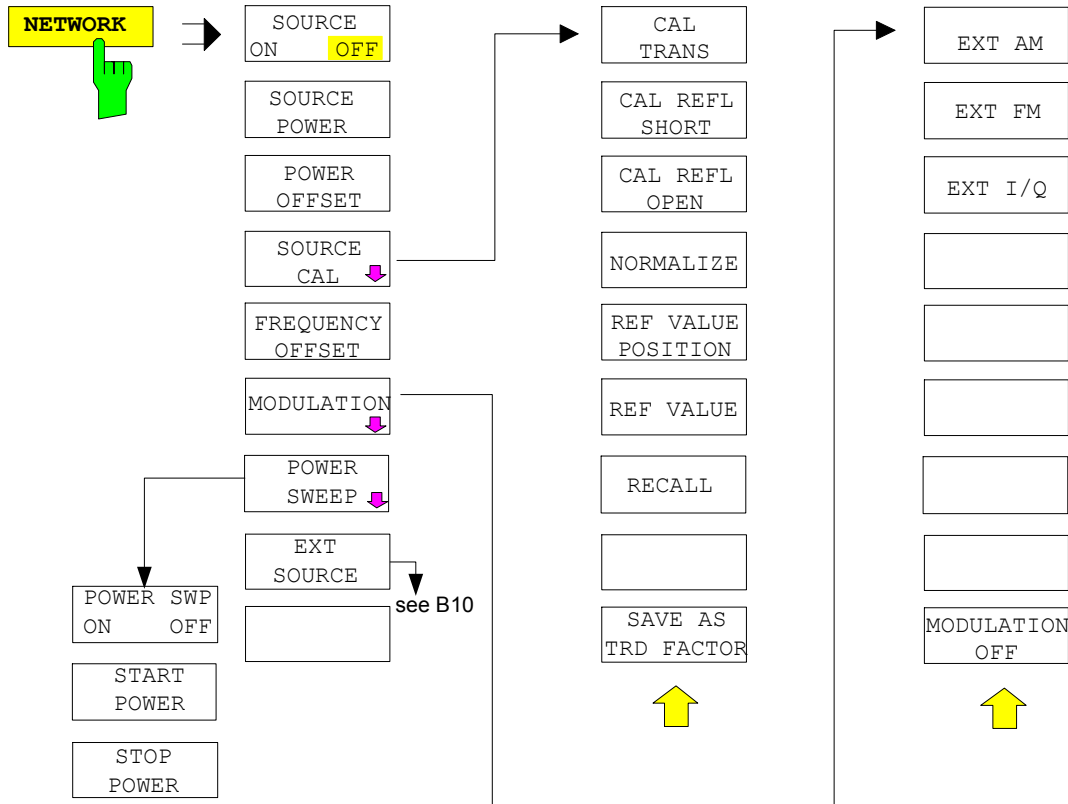 NETWORK
SOURCE
ON OFF
SOURCE
POWER
POWER
OFFSET
SOURCE
CAL
FREQUENCY
OFFSET
MODULATION
POWER
SWEEP
EXT
SOURCE
see B10
POWER SWP
ON OFF
START
POWER
STOP
POWER
CAL
TRANS
CAL REFL
SHORT
CAL REFL
OPEN
NORMALIZE
REF VALUE
POSITION
REF VALUE
RECALL
SAVE AS
TRD FACTOR
EXT AM
EXT FM
EXT I/Q
MODULATION
OFF